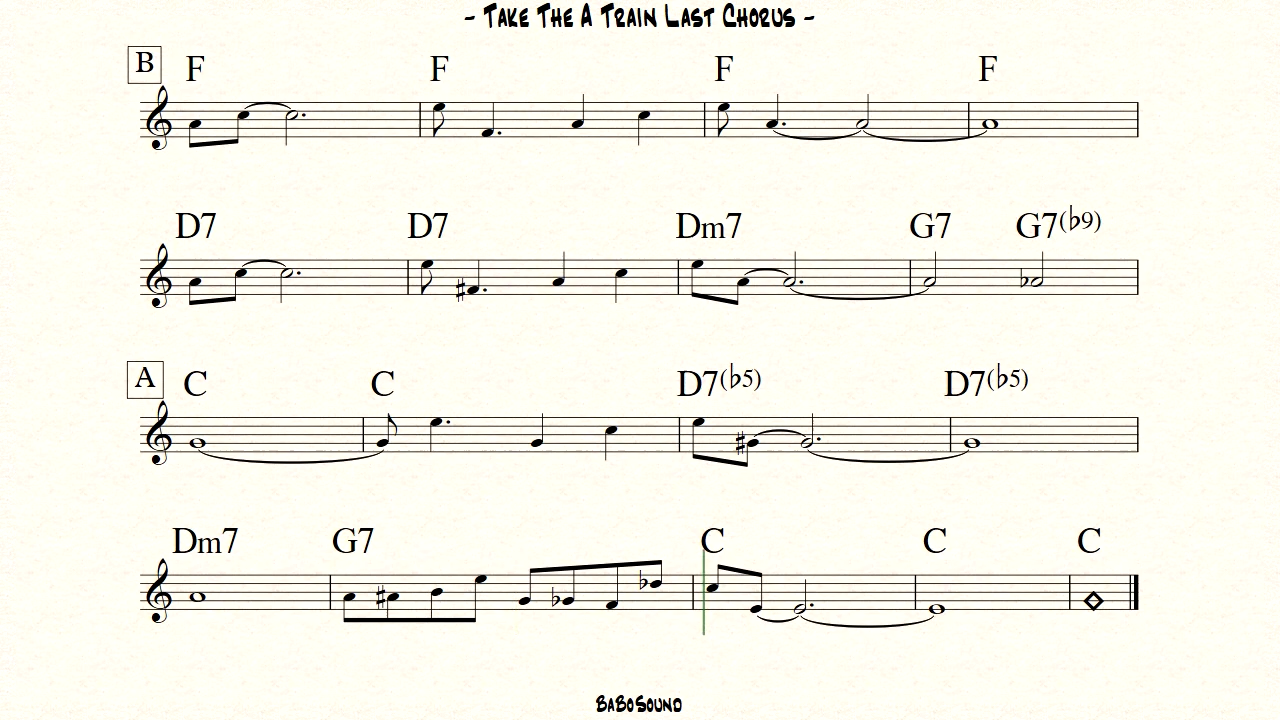 - Take The A Train Last Chorus -
B F F F F
D7 D7 Dm7 G7 G7(♭9)
A C C D7(♭5) D7(♭5)
Dm7 G7 C C C
BaBoSound